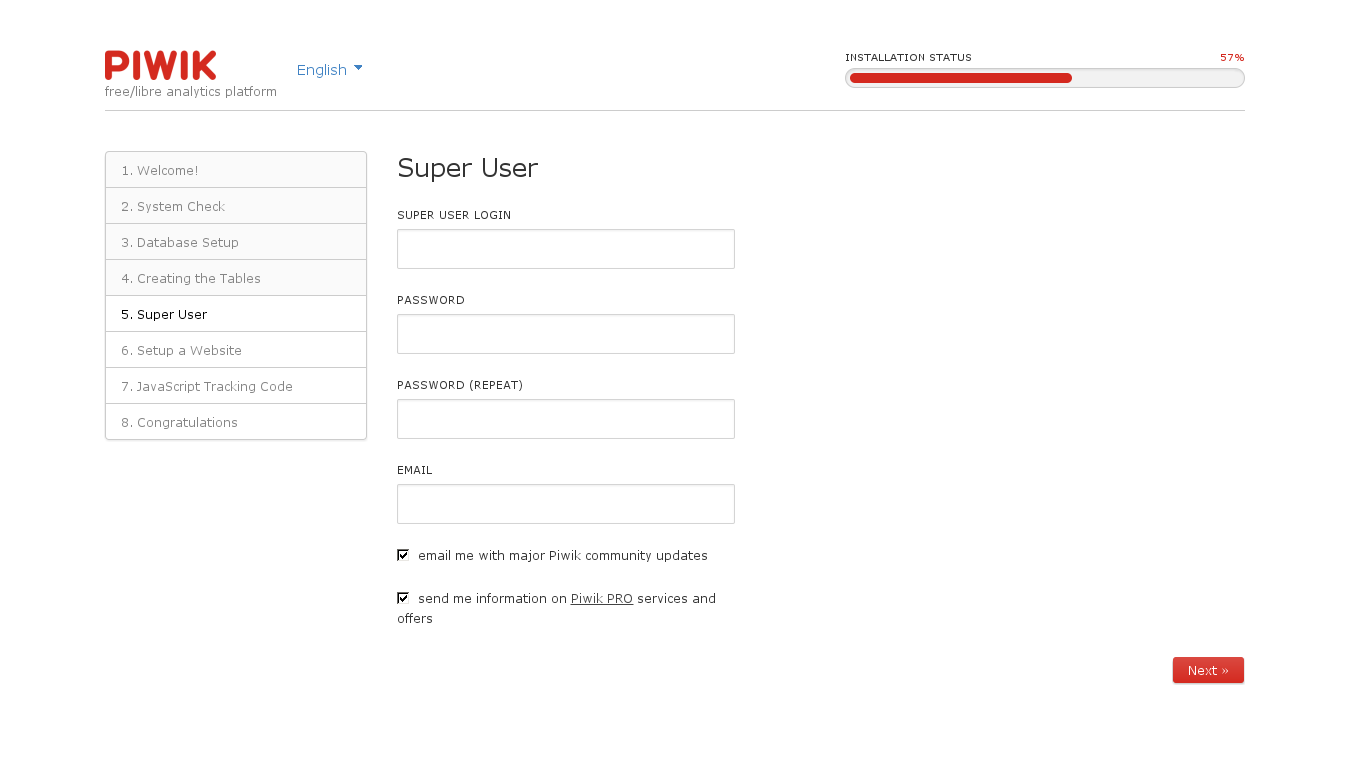 PIWIK
free/libre analytics platform
English
INSTALLATION STATUS 57%
1. Welcome!
2. System Check
3. Database Setup
4. Creating the Tables
5. Super User
6. Setup a Website
7. JavaScript Tracking Code
8. Congratulations
Super User
SUPER USER LOGIN
PASSWORD
PASSWORD (REPEAT)
EMAIL
email me with major Piwik community updates
send me information on Piwik PRO services and
offers
Next »